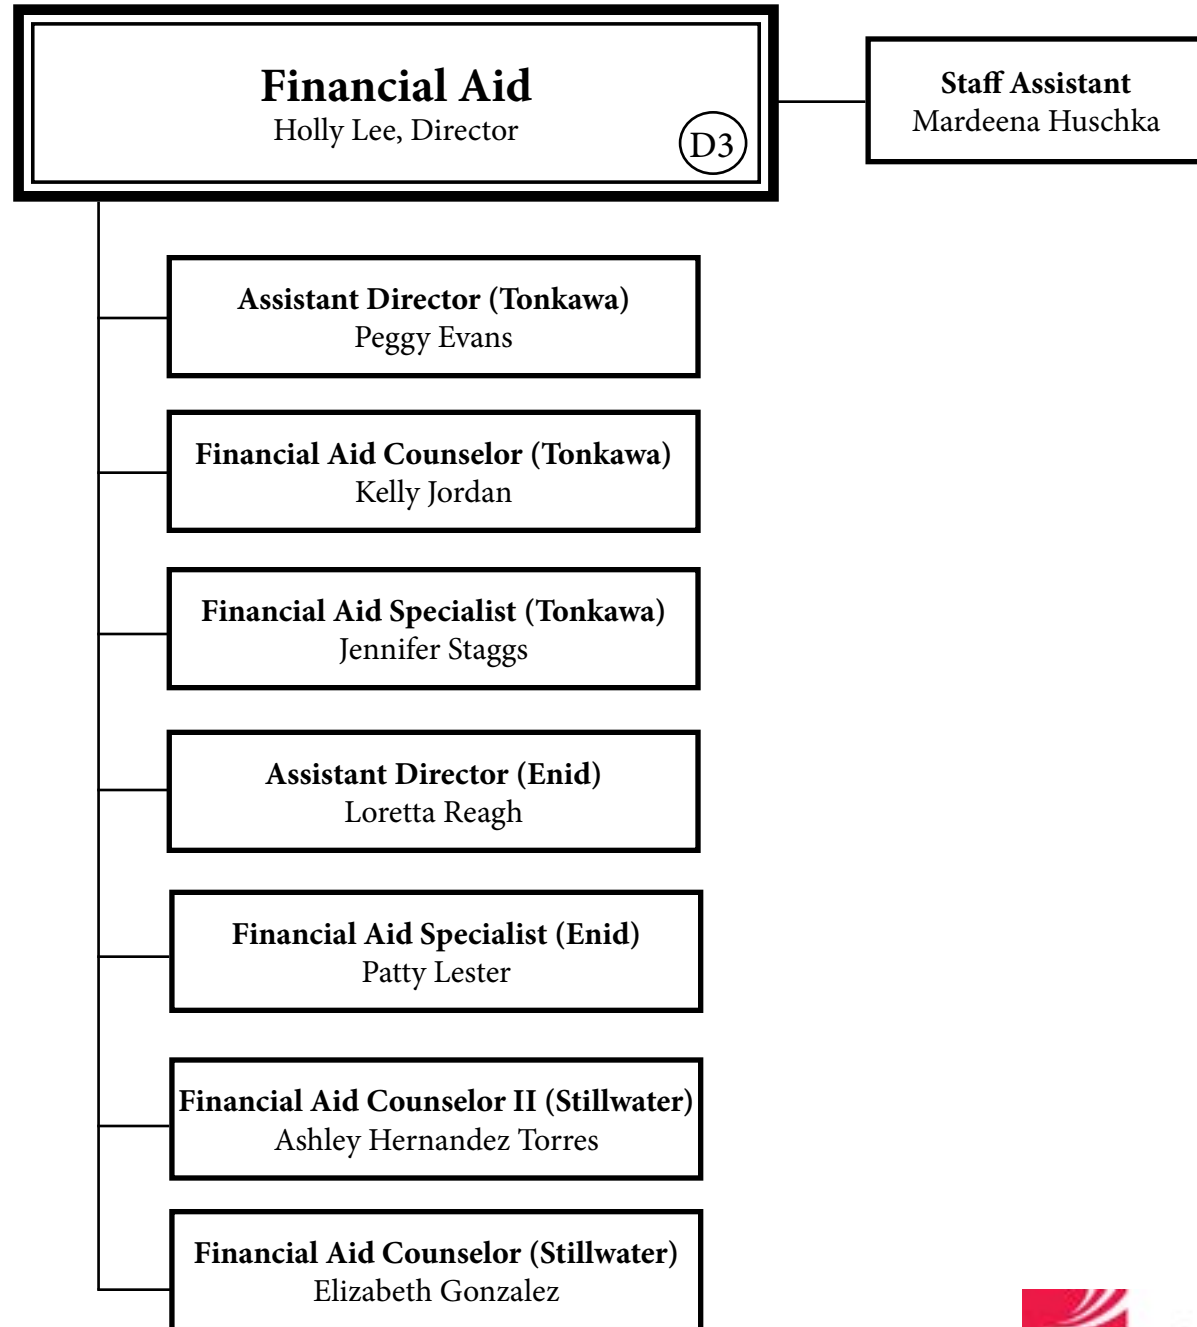 Financial Aid
Holly Lee, Director
D3
Staff Assistant
Mardeena Huschka
Assistant Director (Tonkawa)
Peggy Evans
Financial Aid Counselor (Tonkawa)
Kelly Jordan
Financial Aid Specialist (Tonkawa)
Jennifer Staggs
Assistant Director (Enid)
Loretta Reagh
Financial Aid Specialist (Enid)
Patty Lester
Financial Aid Counselor II (Stillwater)
Ashley Hernandez Torres
Financial Aid Counselor (Stillwater)
Elizabeth Gonzalez